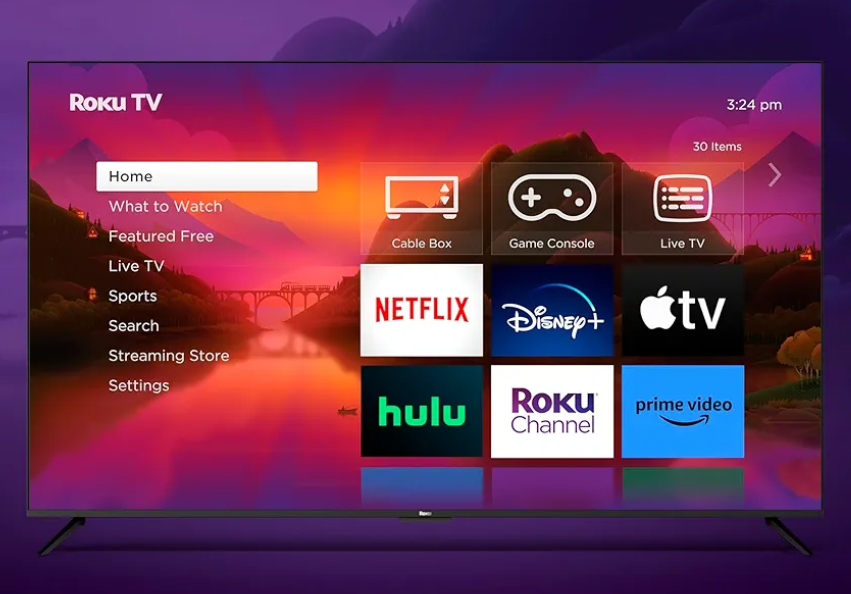 Roku TV
3:24 pm
30 Items
Home
What to Watch
Featured Free
Live TV
Sports
Search
Streaming Store
Settings
Cable Box
Game Console
Live TV
NETFLIX
Disney+
tv
hulu
Roku
Channel
prime video
Roku